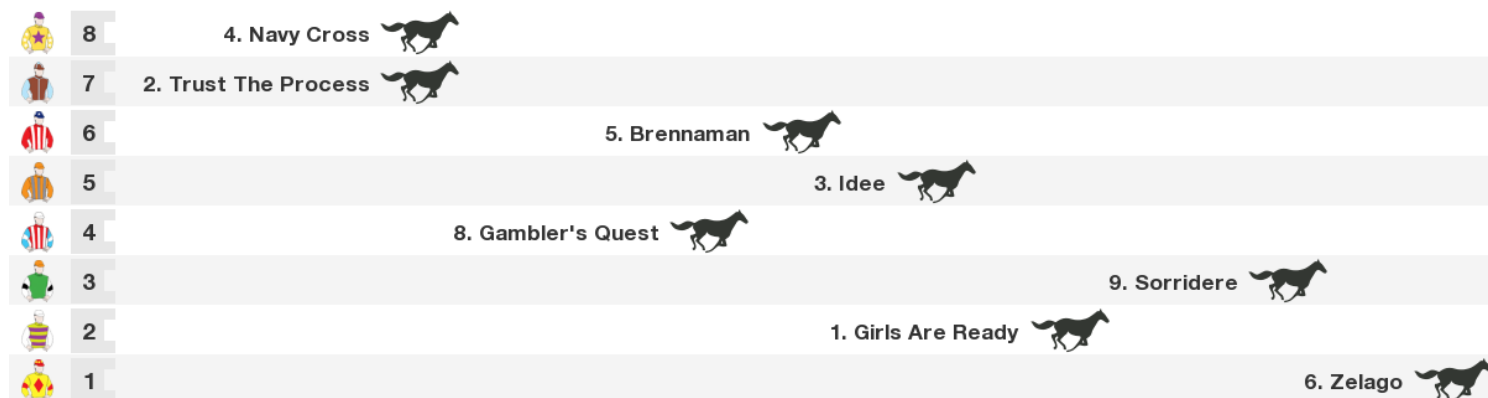 8 4. Navy Cross
7 2. Trust The Process
6 5. Brennaman
5 3. Idee
4 8. Gambler's Quest
3 9. Sorridere
2 1. Girls Are Ready
1 6. Zelago